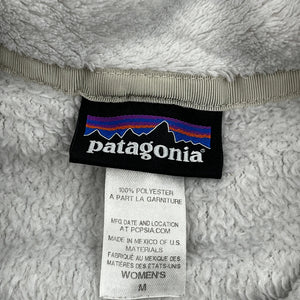 patagonia®
100% POLYESTER
A PART LA GARNITURE
MFG DATE AND LOCATION
AT PCPSIA.COM
MADE IN MEXICO OF U.S.
MATERIALS
FABRIQUÉ AU MEXIQUE DES
MATIÈRES DES ÉTATS-UNIS
WOMEN'S
M